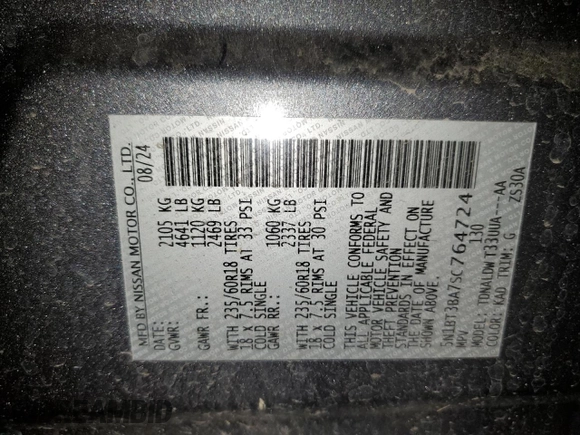 MFD BY NISSAN MOTOR CO., LTD.
DATE: 08/24
GVWR: 2105 KG
4641 LB
GAWR FR.: 1120 KG
2469 LB
WITH 235/60R18 TIRES
18 X 7.5 RIMS AT 33 PSI
COLD SINGLE
GAWR RR.: 1060 KG
2337 LB
WITH 235/60R18 TIRES
18 X 7.5 RIMS AT 30 PSI
COLD SINGLE
THIS VEHICLE CONFORMS TO
ALL APPLICABLE FEDERAL
MOTOR VEHICLE SAFETY AND
THEFT PREVENTION
STANDARDS IN EFFECT ON
THE DATE OF MANUFACTURE
SHOWN ABOVE.
5N1BT3BA7SC764724
MPV 130
MODEL: TDNALDWT33UUA---AA
COLOR: KAD TRIM: G ZS30A